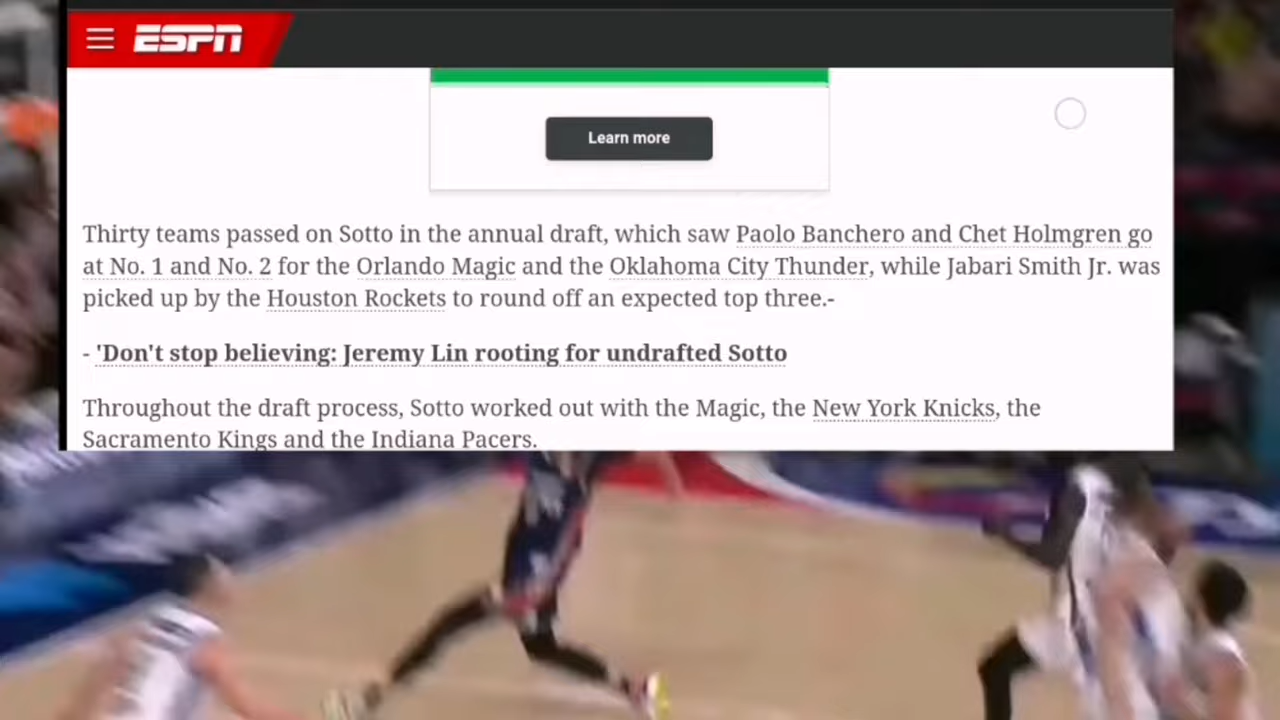 ESPN
Learn more
Thirty teams passed on Sotto in the annual draft, which saw Paolo Banchero and Chet Holmgren go
at No. 1 and No. 2 for the Orlando Magic and the Oklahoma City Thunder, while Jabari Smith Jr. was
picked up by the Houston Rockets to round off an expected top three.-
- 'Don't stop believing: Jeremy Lin rooting for undrafted Sotto
Throughout the draft process, Sotto worked out with the Magic, the New York Knicks, the
Sacramento Kings and the Indiana Pacers.